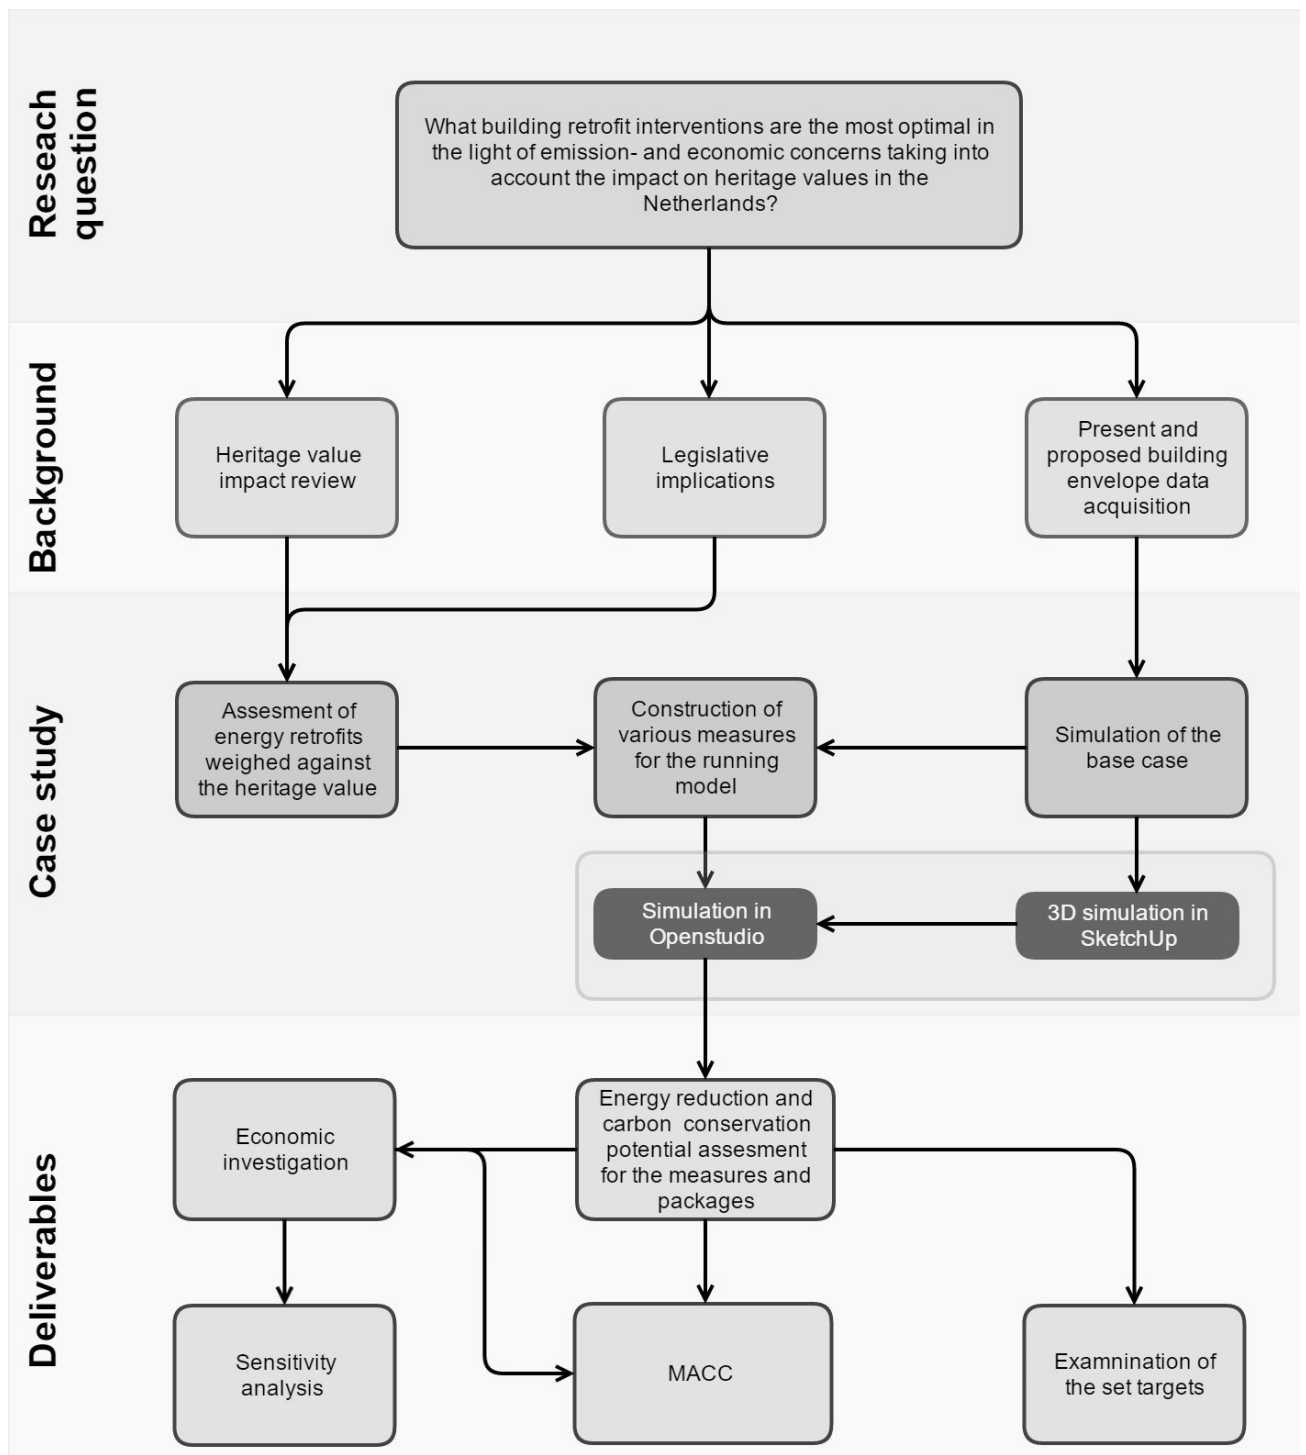 Reseach
question
What building retrofit interventions are the most optimal in
the light of emission- and economic concerns taking into
account the impact on heritage values in the
Netherlands?
Background
Heritage value
impact review
Legislative
implications
Present and
proposed building
envelope data
acquisition
Case study
Assesment of
energy retrofits
weighed against
the heritage value
Construction of
various measures
for the running
model
Simulation of the
base case
Simulation in
Openstudio
3D simulation in
SketchUp
Deliverables
Economic
investigation
Energy reduction and
carbon conservation
potential assesment
for the measures and
packages
Sensitivity
analysis
MACC
Examnination of
the set targets